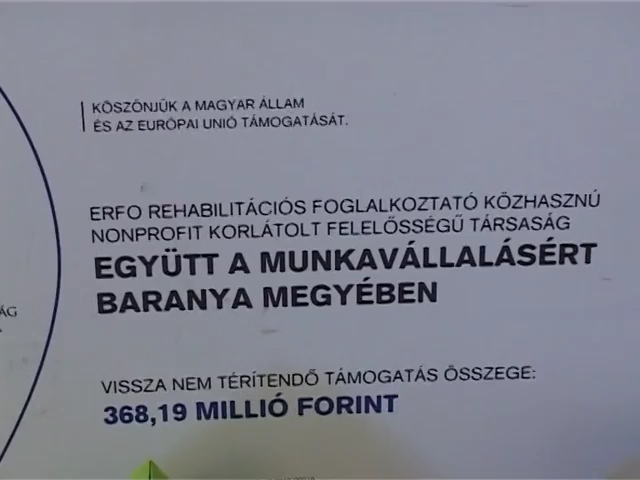 KÖSZÖNJÜK A MAGYAR ÁLLAM
ÉS AZ EURÓPAI UNIÓ TÁMOGATÁSÁT.
ERFO REHABILITÁCIÓS FOGLALKOZTATÓ KÖZHASZNÚ
NONPROFIT KORLÁTOLT FELELŐSSÉGŰ TÁRSASÁG
EGYÜTT A MUNKAVÁLLALÁSÉRT
BARANYA MEGYÉBEN
ÁG
VISSZA NEM TÉRÍTENDŐ TÁMOGATÁS ÖSSZEGE:
368,19 MILLIÓ FORINT